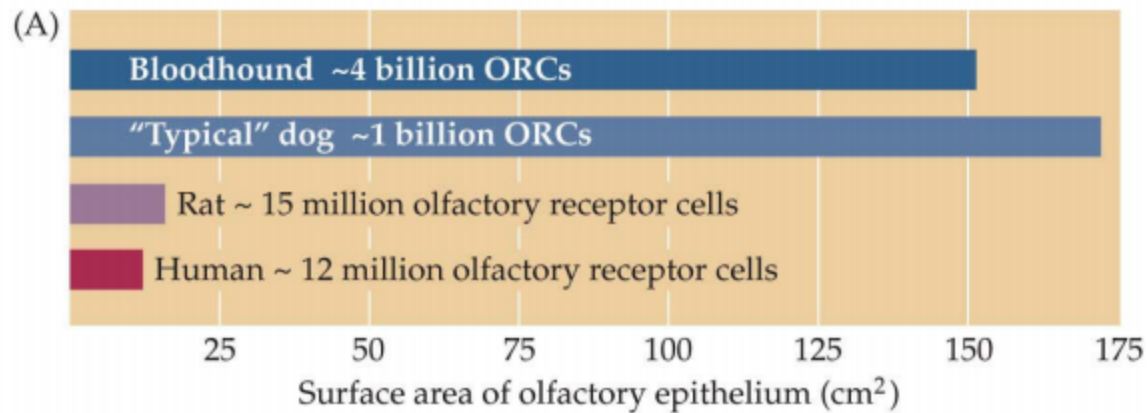 (A)
Bloodhound ~4 billion ORCs
“Typical” dog ~1 billion ORCs
Rat ~ 15 million olfactory receptor cells
Human ~ 12 million olfactory receptor cells
25 50 75 100 125 150 175
Surface area of olfactory epithelium (cm²)